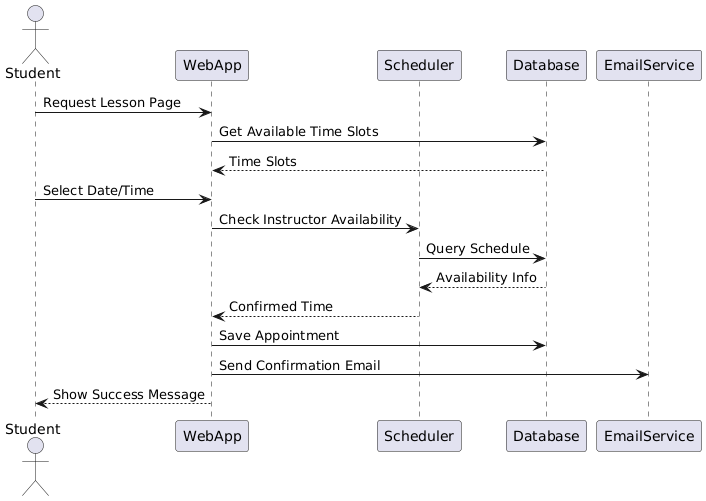 Student
WebApp
Scheduler
Database
EmailService
Request Lesson Page
Get Available Time Slots
Time Slots
Select Date/Time
Check Instructor Availability
Query Schedule
Availability Info
Confirmed Time
Save Appointment
Send Confirmation Email
Show Success Message
Student
WebApp
Scheduler
Database
EmailService